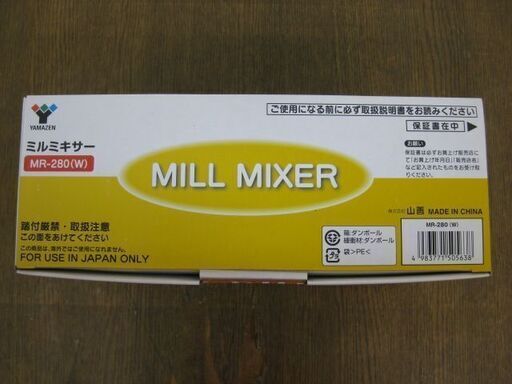 YAMAZEN
ミルミキサー
MR-280(W)
MILL MIXER
踏付厳禁・取扱注意
この面をあけてください
この商品は、海外ではご使用になれません。
FOR USE IN JAPAN ONLY
ご使用になる前に必ず取扱説明書をお読みください
保証書在中
お願い
保証書は必ずお買上げ販売店に
て「お買上げ年月日」「販売店名」
など記入されたものをお受け取
りください。
株式会社 山善 MADE IN CHINA
箱:ダンボール
緩衝材:ダンボール
袋>PE<
MR-280 (W)
4 983771 505638